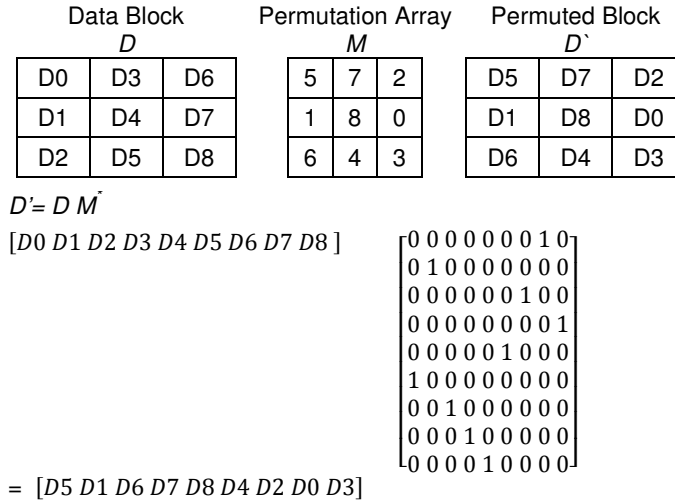 Data Block Permutation Array Permuted Block
D M D`
D0 D3 D6 5 7 2 D5 D7 D2
D1 D4 D7 1 8 0 D1 D8 D0
D2 D5 D8 6 4 3 D6 D4 D3
D'= D M*
[D0 D1 D2 D3 D4 D5 D6 D7 D8 ]
0 0 0 0 0 0 0 1 0
0 1 0 0 0 0 0 0 0
0 0 0 0 0 0 1 0 0
0 0 0 0 0 0 0 0 1
0 0 0 0 0 1 0 0 0
1 0 0 0 0 0 0 0 0
0 0 1 0 0 0 0 0 0
0 0 0 1 0 0 0 0 0
0 0 0 0 1 0 0 0 0
= [D5 D1 D6 D7 D8 D4 D2 D0 D3]